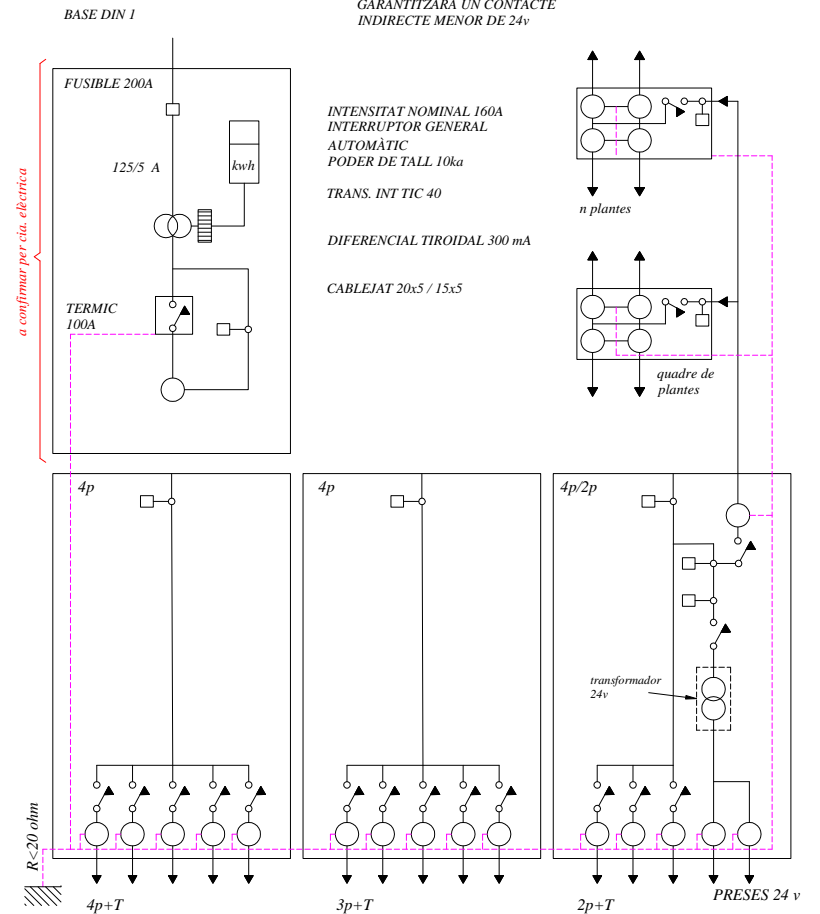 GARANTITZARA UN CONTACTE
INDIRECTE MENOR DE 24v
BASE DIN 1
FUSIBLE 200A
125/5 A
kwh
TERMIC
100A
a confirmar per cia. elèctrica
INTENSITAT NOMINAL 160A
INTERRUPTOR GENERAL
AUTOMÀTIC
PODER DE TALL 10ka
TRANS. INT TIC 40
DIFERENCIAL TIROIDAL 300 mA
CABLEJAT 20x5 / 15x5
n plantes
quadre de
plantes
4p
4p
4p/2p
transformador
24v
R<20 ohm
4p+T
3p+T
2p+T
PRESES 24 v